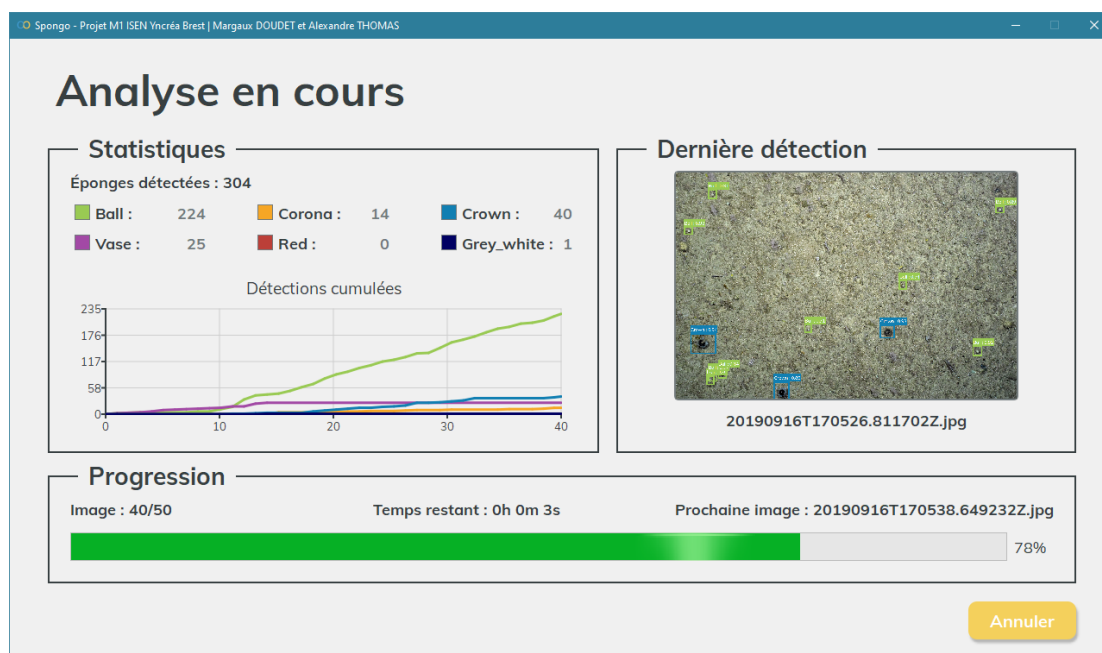 Spongo - Projet M1 ISEN Yncréa Brest | Margaux DOUDET et Alexandre THOMAS
Analyse en cours
Statistiques
Éponges détectées : 304
Ball : 224 Corona : 14 Crown : 40
Vase : 25 Red : 0 Grey_white : 1
Détections cumulées
235
176
117
58
0
0 10 20 30 40
Dernière détection
20190916T170526.811702Z.jpg
Progression
Image : 40/50 Temps restant : 0h 0m 3s Prochaine image : 20190916T170538.649232Z.jpg
78%
Annuler